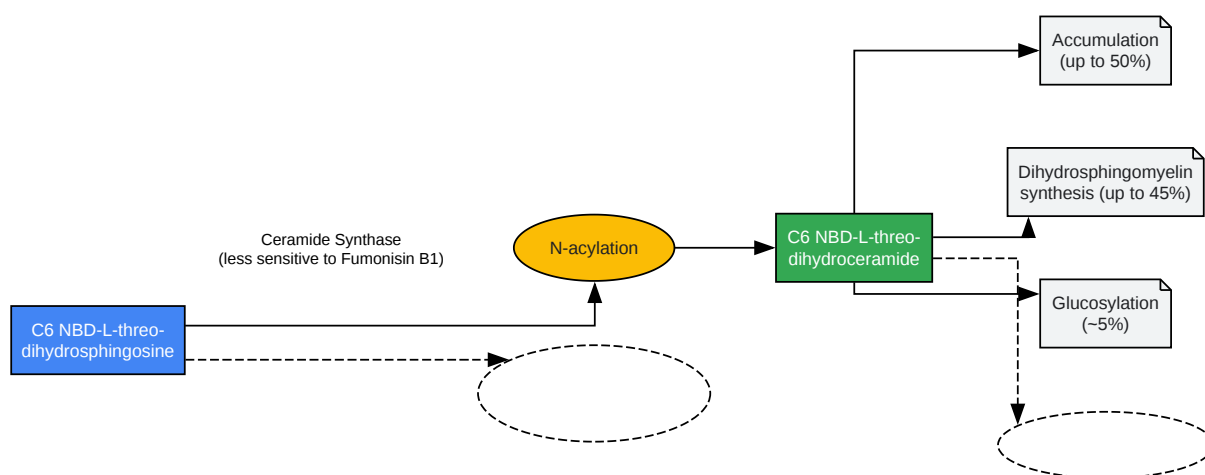 Accumulation
(up to 50%)
Dihydrosphingomyelin
synthesis (up to 45%)
Ceramide Synthase
(less sensitive to Fumonisin B1)
N-acylation
C6 NBD-L-threo-
dihydroceramide
Glucosylation
(~5%)
C6 NBD-L-threo-
dihydrosphingosine